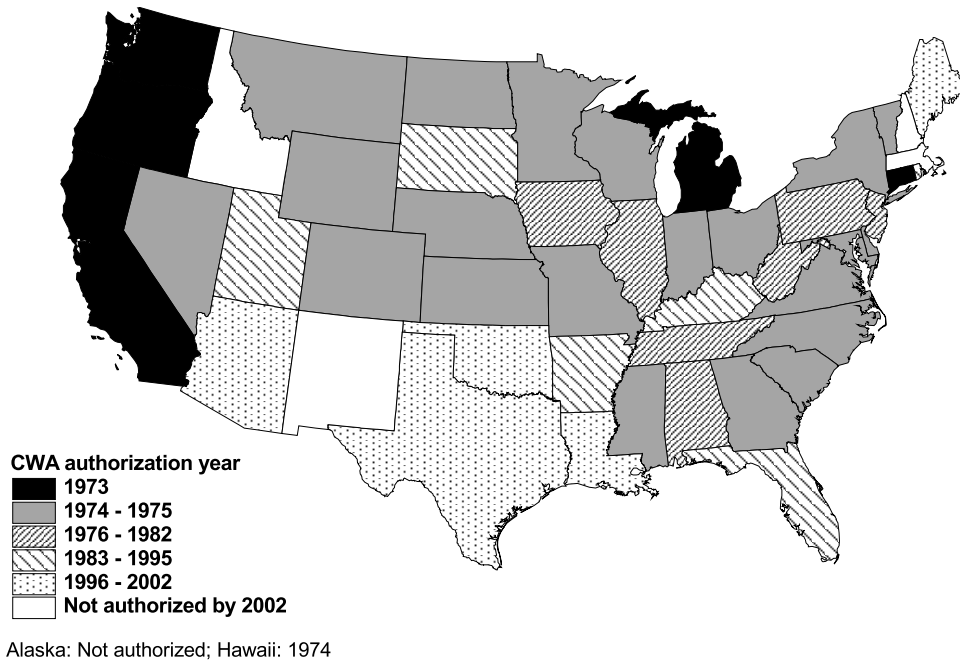 CWA authorization year
1973
1974 - 1975
1976 - 1982
1983 - 1995
1996 - 2002
Not authorized by 2002
Alaska: Not authorized; Hawaii: 1974